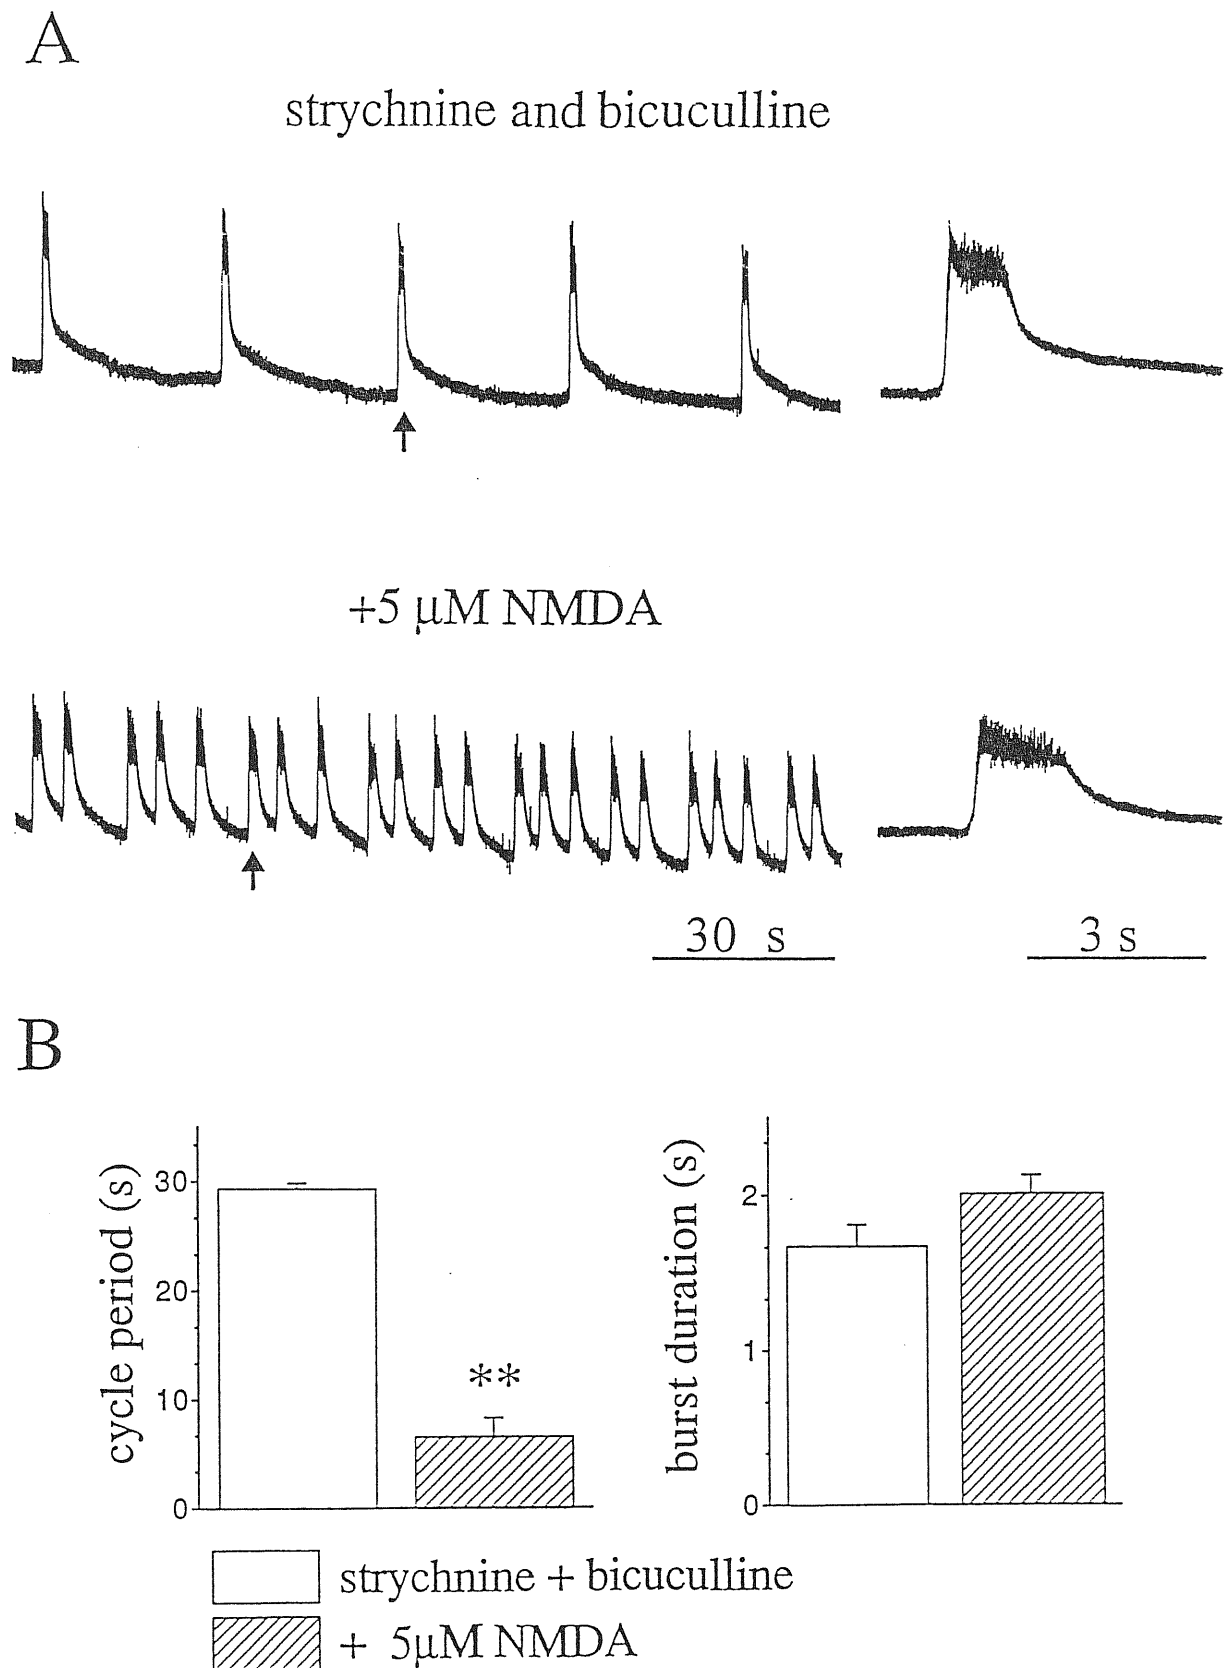 A
strychnine and bicuculline
+5 μM NMDA
30 s
3 s
B
cycle period (s)
30
20
10
0
**
burst duration (s)
2
1
0
strychnine + bicuculline
+ 5μM NMDA